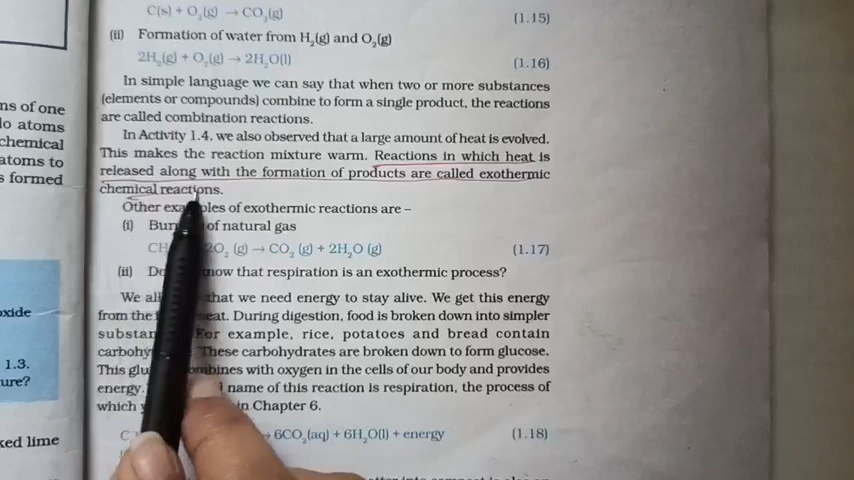 ns of one
lo atoms
chemical
atoms to
s formed
oxide
1.3.
ure?
ked lime
C(s) + O₂(g) → CO₂(g) (1.15)
(ii) Formation of water from H₂(g) and O₂(g)
2H₂(g) + O₂(g) → 2H₂O(l) (1.16)
In simple language we can say that when two or more substances
(elements or compounds) combine to form a single product, the reactions
are called combination reactions.
In Activity 1.4, we also observed that a large amount of heat is evolved.
This makes the reaction mixture warm. Reactions in which heat is
released along with the formation of products are called exothermic
chemical reactions.
Other examples of exothermic reactions are –
(i) Bur of natural gas
CH 2O₂ (g) → CO₂ (g) + 2H₂O (g) (1.17)
(ii) Do now that respiration is an exothermic process?
We al that we need energy to stay alive. We get this energy
from the eat. During digestion, food is broken down into simpler
substan For example, rice, potatoes and bread contain
carbohy These carbohydrates are broken down to form glucose.
This glu ombines with oxygen in the cells of our body and provides
energy. name of this reaction is respiration, the process of
which y in Chapter 6.
C → 6CO₂(aq) + 6H₂O(l) + energy (1.18)